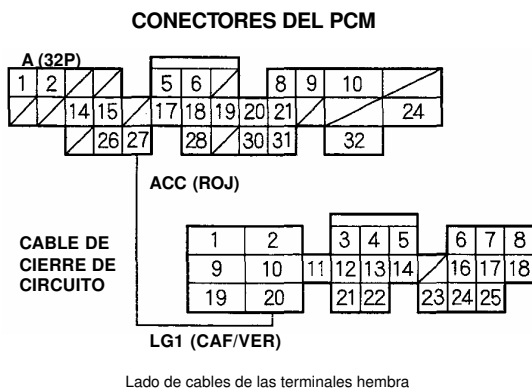 CONECTORES DEL PCM
A (32P)
1 2 5 6 8 9 10
14 15 17 18 19 20 21 24
26 27 28 30 31 32
ACC (ROJ)
CABLE DE
CIERRE DE
CIRCUITO
1 2 3 4 5 6 7 8
9 10 11 12 13 14 16 17 18
19 20 21 22 23 24 25
LG1 (CAF/VER)
Lado de cables de las terminales hembra